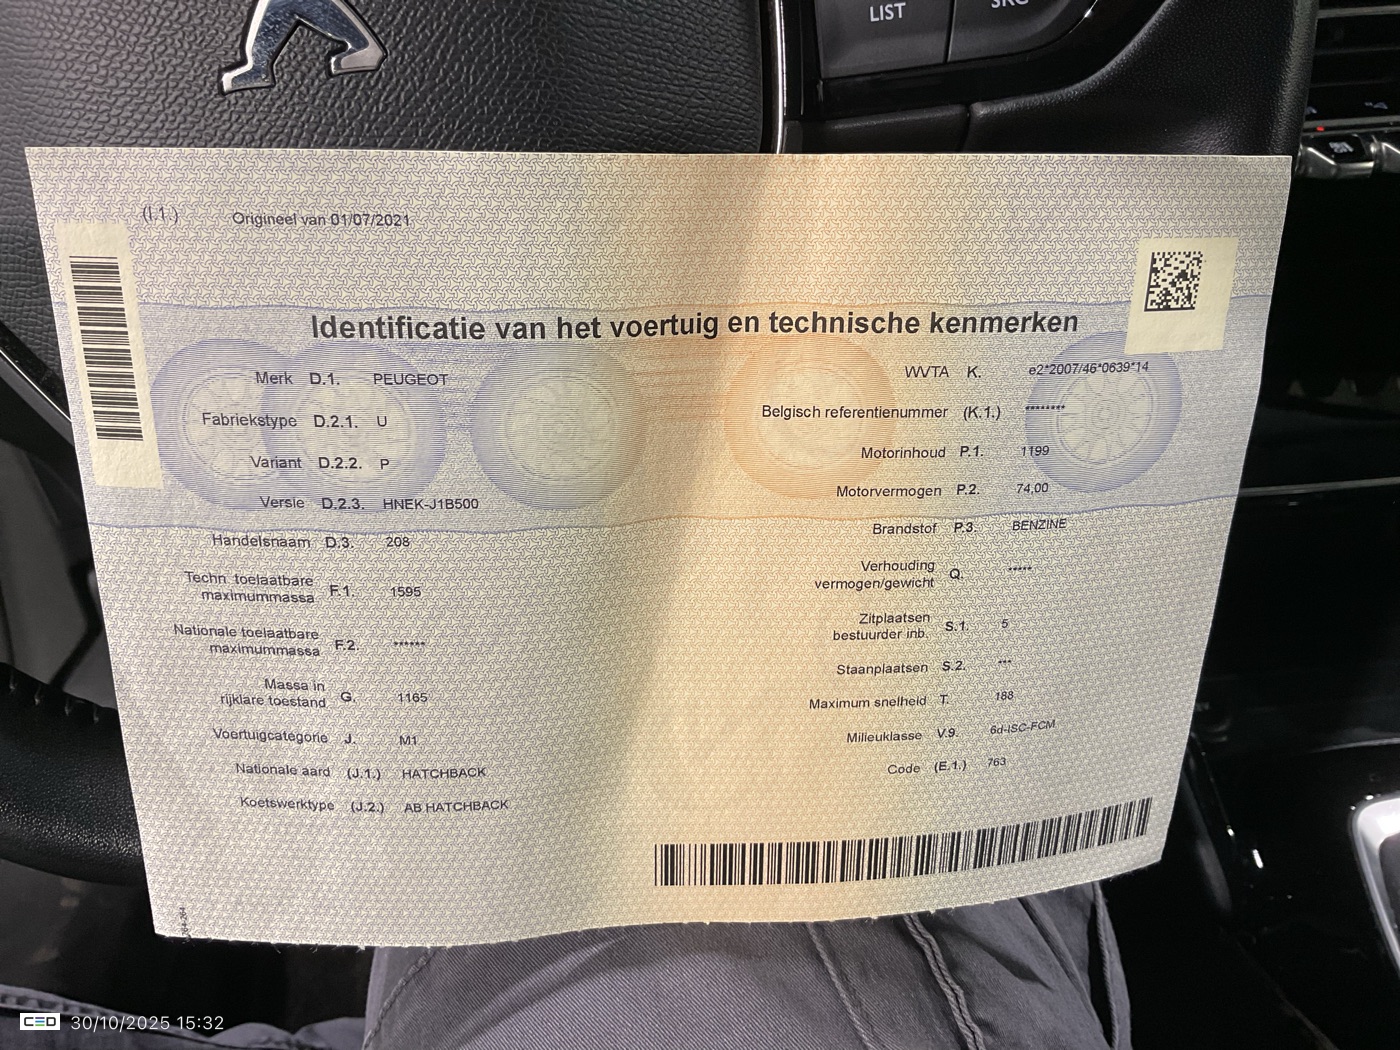 LIST
SRC
(I.1.) Origineel van 01/07/2021
Identificatie van het voertuig en technische kenmerken
Merk D.1. PEUGEOT
Fabriekstype D.2.1. U
Variant D.2.2. P
Versie D.2.3. HNEK-J1B500
Handelsnaam D.3. 208
Techn. toelaatbare
maximummassa F.1. 1595
Nationale toelaatbare
maximummassa F.2. ******
Massa in
rijklare toestand G. 1165
Voertuigcategorie J. M1
Nationale aard (J.1.) HATCHBACK
Koetswerktype (J.2.) AB HATCHBACK
WVTA K. e2*2007/46*0639*14
Belgisch referentienummer (K.1.) ********
Motorinhoud P.1. 1199
Motorvermogen P.2. 74,00
Brandstof P.3. BENZINE
Verhouding
vermogen/gewicht Q. *****
Zitplaatsen
bestuurder inb. S.1. 5
Staanplaatsen S.2. ***
Maximum snelheid T. 188
Milieuklasse V.9. 6d-ISC-FCM
Code (E.1.) 763
CED 30/10/2025 15:32